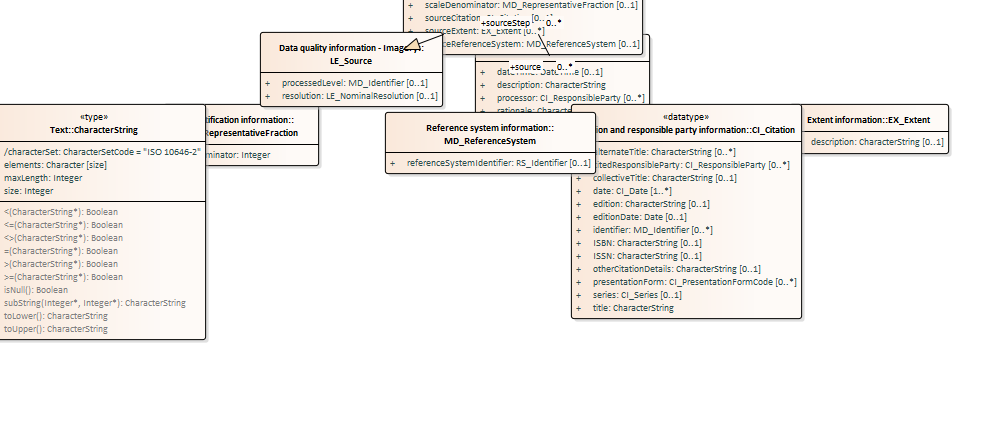 + scaleDenominator: MD_RepresentativeFraction [0..1]
+ sourceCitation: [0..1]
+ sourceExtent: EX_Extent [0..1]
ReferenceSystem: MD_ReferenceSystem [0..1]
+sourceStep 0..*
Data quality information - Imagery::
LE_Source
+ processedLevel: MD_Identifier [0..1]
+ resolution: LE_NominalResolution [0..1]
+source 0..*
+ dateTime: DateTime [0..1]
+ description: CharacterString
+ processor: CI_ResponsibleParty [0..*]
rationale:
«type»
Text::CharacterString
/characterSet: CharacterSetCode = "ISO 10646-2"
elements: Character [size]
maxLength: Integer
size: Integer
<(CharacterString*): Boolean
<=(CharacterString*): Boolean
<>(CharacterString*): Boolean
=(CharacterString*): Boolean
>(CharacterString*): Boolean
>=(CharacterString*): Boolean
isNull(): Boolean
subString(Integer*, Integer*): CharacterString
toLower(): CharacterString
toUpper(): CharacterString
tification information::
RepresentativeFraction
minator: Integer
Reference system information::
MD_ReferenceSystem
+ referenceSystemIdentifier: RS_Identifier [0..1]
«datatype»
ion and responsible party information::CI_Citation
alternateTitle: CharacterString [0..*]
citedResponsibleParty: CI_ResponsibleParty [0..*]
+ collectiveTitle: CharacterString [0..1]
+ date: CI_Date [1..*]
+ edition: CharacterString [0..1]
+ editionDate: Date [0..1]
+ identifier: MD_Identifier [0..*]
+ ISBN: CharacterString [0..1]
+ ISSN: CharacterString [0..1]
+ otherCitationDetails: CharacterString [0..1]
+ presentationForm: CI_PresentationFormCode [0..*]
+ series: CI_Series [0..1]
+ title: CharacterString
Extent information::EX_Extent
description: CharacterString [0..1]